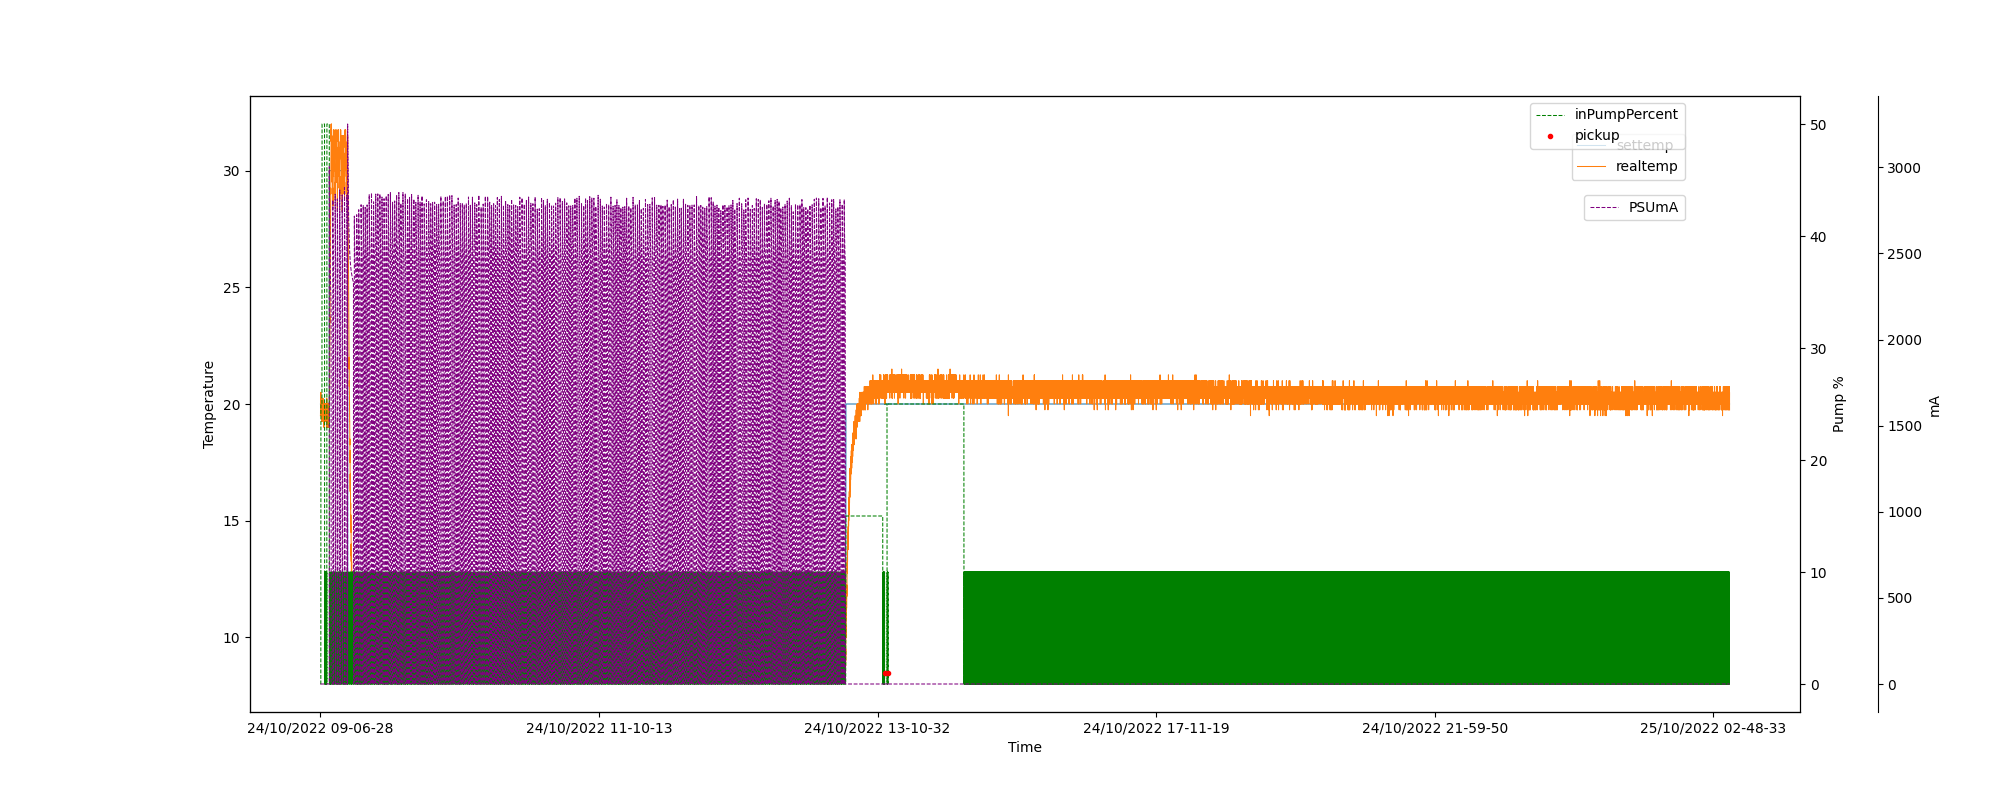 inPumpPercent
pickup
settemp
realtemp
PSUmA
30
25
20
15
10
Temperature
50
40
30
20
10
0
Pump %
3000
2500
2000
1500
1000
500
0
mA
24/10/2022 09-06-28
24/10/2022 11-10-13
24/10/2022 13-10-32
24/10/2022 17-11-19
24/10/2022 21-59-50
25/10/2022 02-48-33
Time